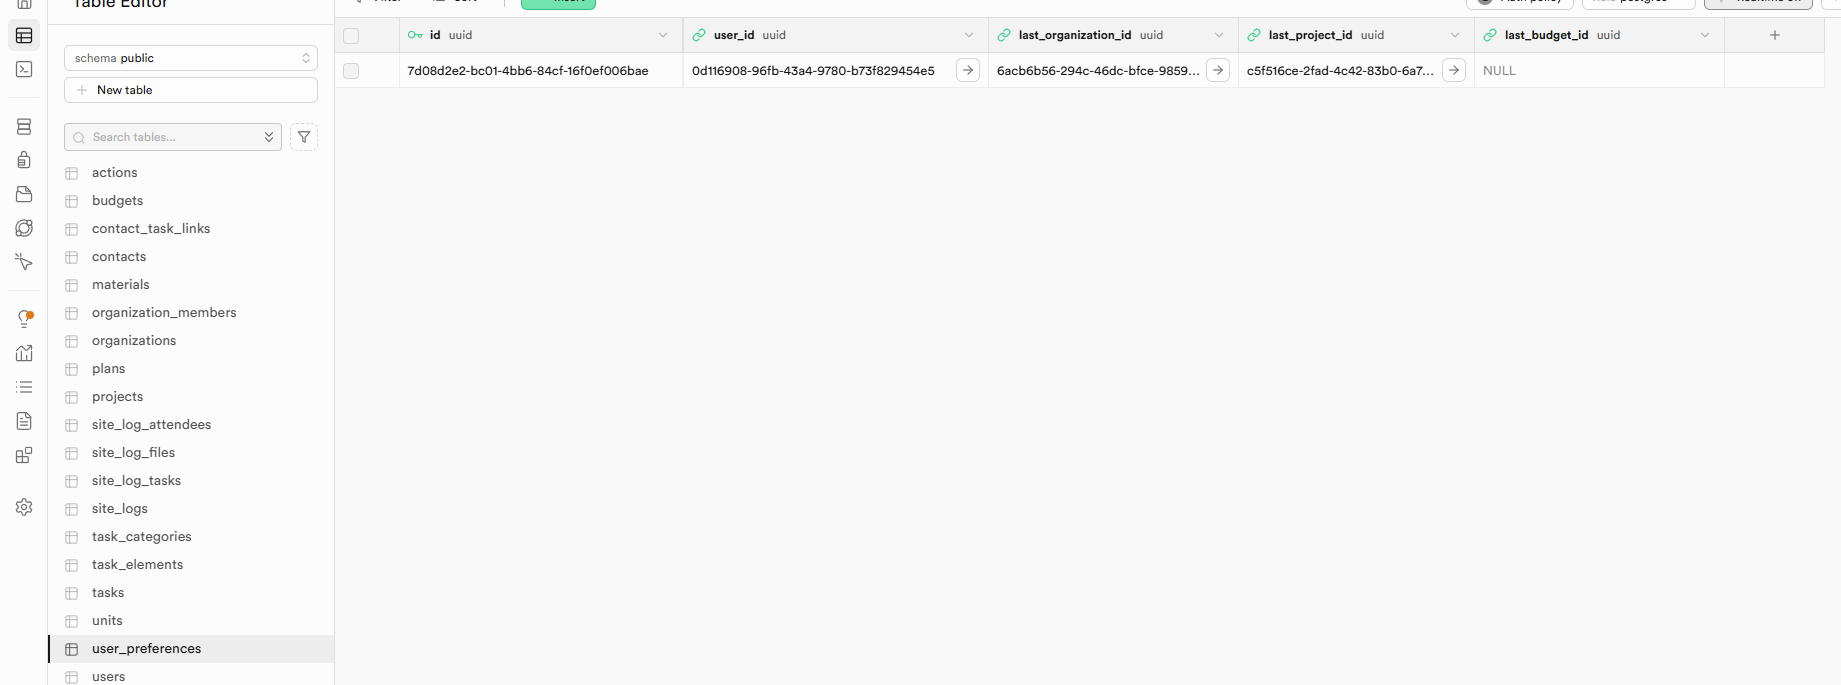 Table Editor
schema public
New table
Search tables...
actions
budgets
contact_task_links
contacts
materials
organization_members
organizations
plans
projects
site_log_attendees
site_log_files
site_log_tasks
site_logs
task_categories
task_elements
tasks
units
user_preferences
users
Insert
id uuid
user_id uuid
last_organization_id uuid
last_project_id uuid
last_budget_id uuid
7d08d2e2-bc01-4bb6-84cf-16f0ef006bae
0d116908-96fb-43a4-9780-b73f829454e5
6acb6b56-294c-46dc-bfce-9859...
c5f516ce-2fad-4c42-83b0-6a7...
NULL